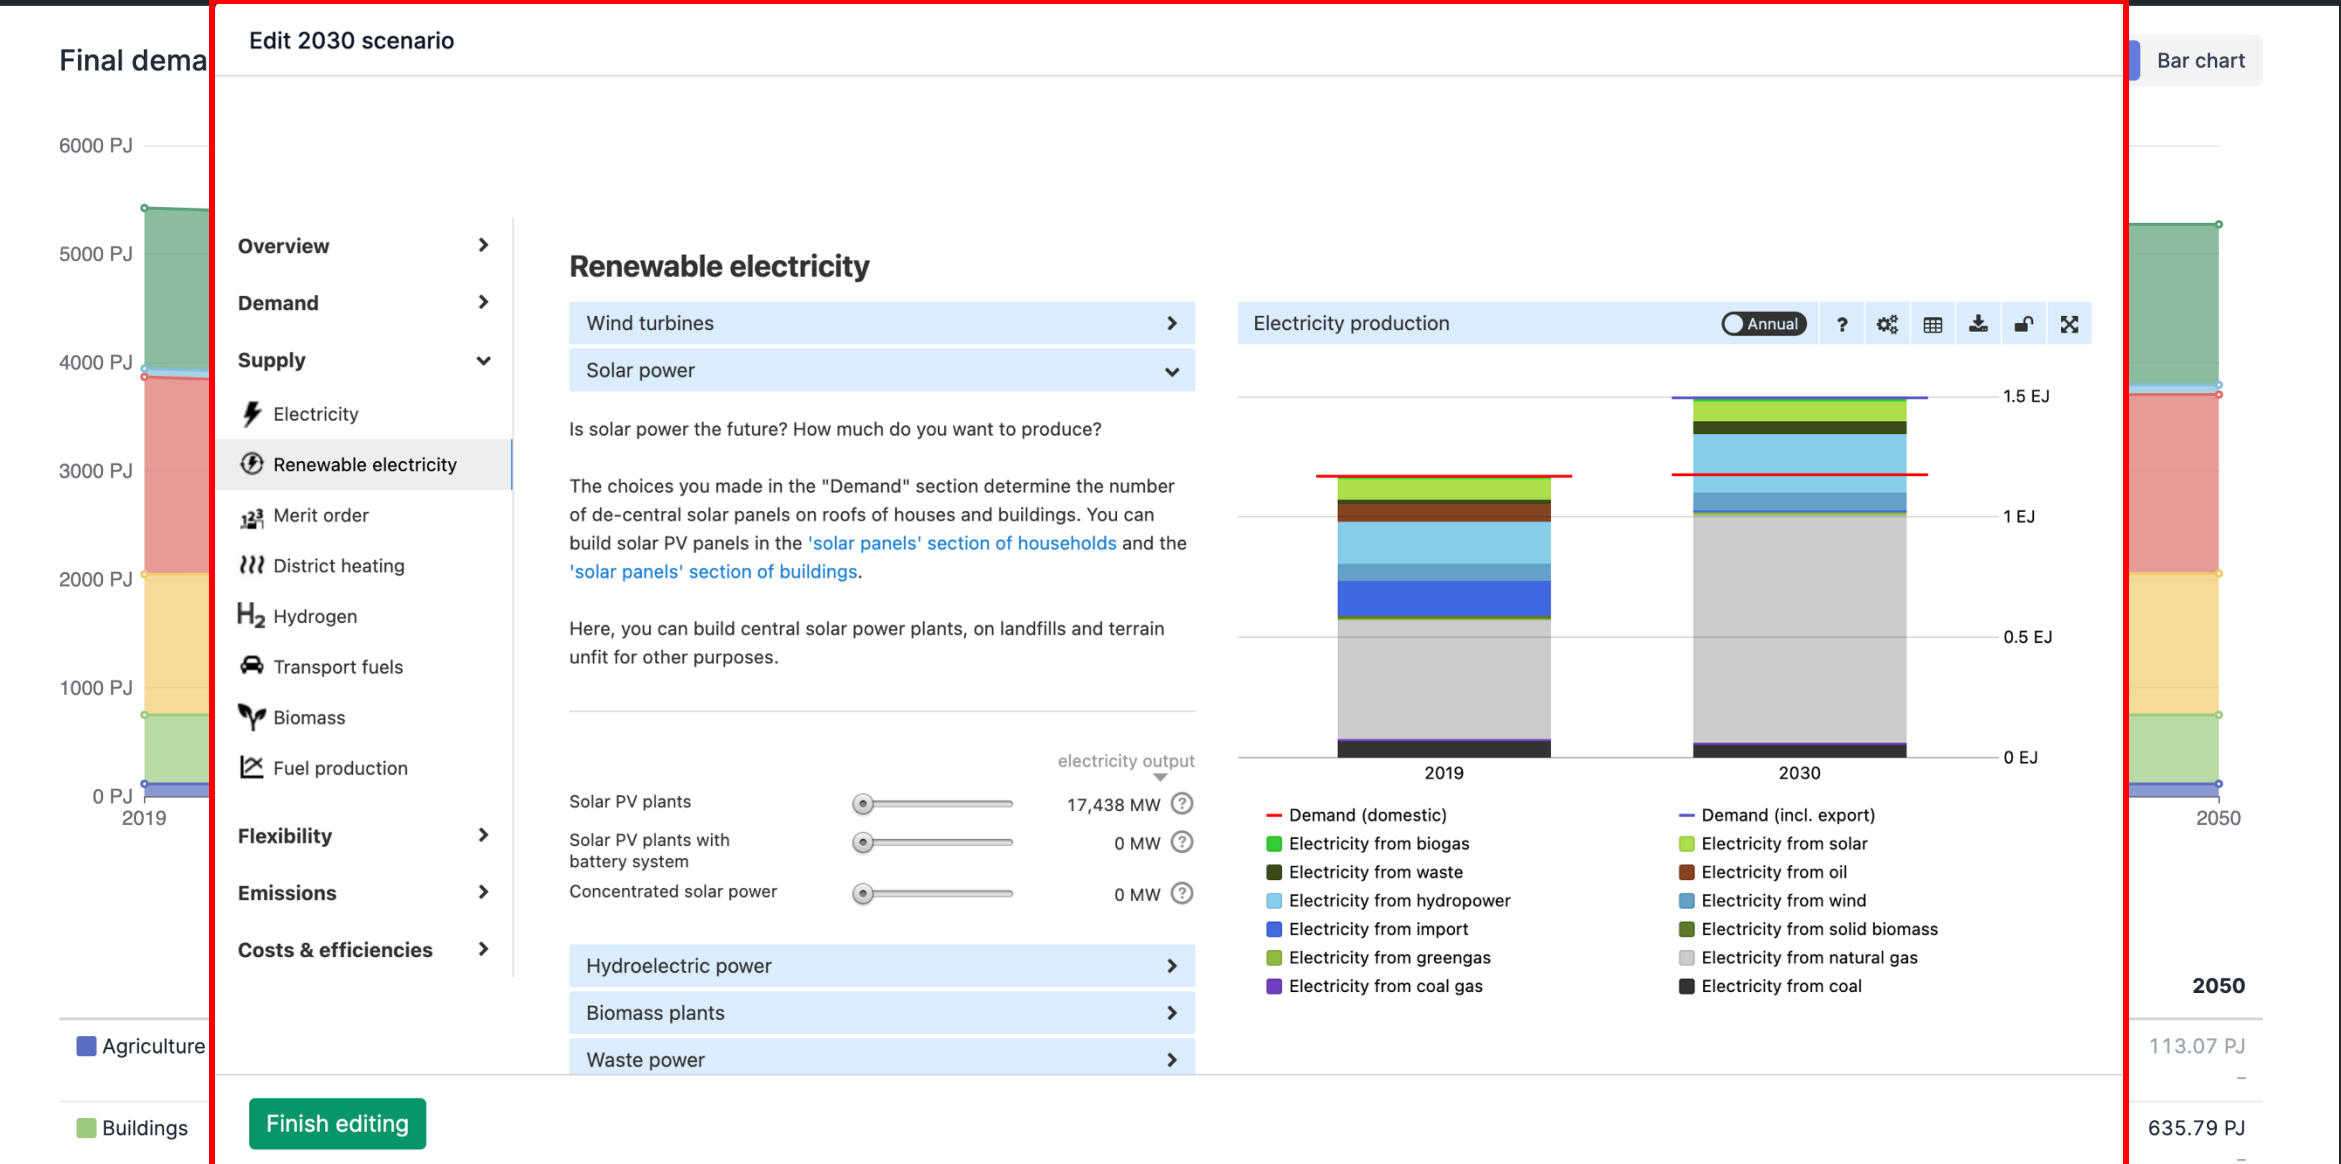 Edit 2030 scenario
Final dema
Bar chart
6000 PJ
5000 PJ
4000 PJ
3000 PJ
2000 PJ
1000 PJ
0 PJ
2019
Overview
Demand
Supply
Electricity
Renewable electricity
Merit order
District heating
H2 Hydrogen
Transport fuels
Biomass
Fuel production
Flexibility
Emissions
Costs & efficiencies
Renewable electricity
Wind turbines
Solar power
Is solar power the future? How much do you want to produce?
The choices you made in the "Demand" section determine the number
of de-central solar panels on roofs of houses and buildings. You can
build solar PV panels in the 'solar panels' section of households and the
'solar panels' section of buildings.
Here, you can build central solar power plants, on landfills and terrain
unfit for other purposes.
electricity output
Solar PV plants 17,438 MW ?
Solar PV plants with
battery system 0 MW ?
Concentrated solar power 0 MW ?
Hydroelectric power
Biomass plants
Waste power
Electricity production
Annual
?
1.5 EJ
1 EJ
0.5 EJ
0 EJ
2019 2030
Demand (domestic) Demand (incl. export)
Electricity from biogas Electricity from solar
Electricity from waste Electricity from oil
Electricity from hydropower Electricity from wind
Electricity from import Electricity from solid biomass
Electricity from greengas Electricity from natural gas
Electricity from coal gas Electricity from coal
2050
2050
Agriculture 113.07 PJ
–
Buildings 635.79 PJ
–
Finish editing